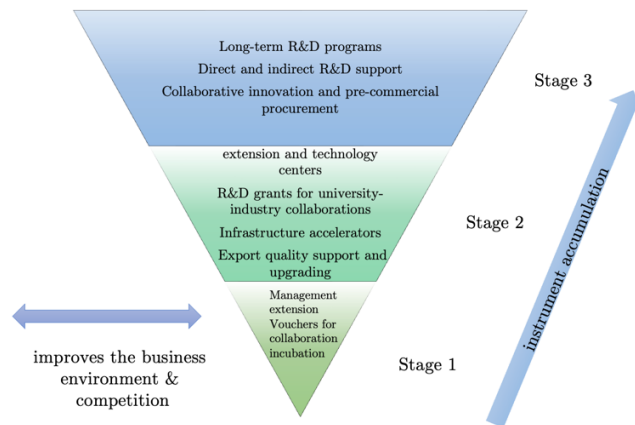 Long-term R&D programs
Direct and indirect R&D support
Collaborative innovation and pre-commercial
procurement
Stage 3
extension and technology
centers
R&D grants for university-
industry collaborations
Infrastructure accelerators
Export quality support and
upgrading
Stage 2
instrument accumulation
Management
extension
Vouchers for
collaboration
incubation
Stage 1
improves the business
environment &
competition